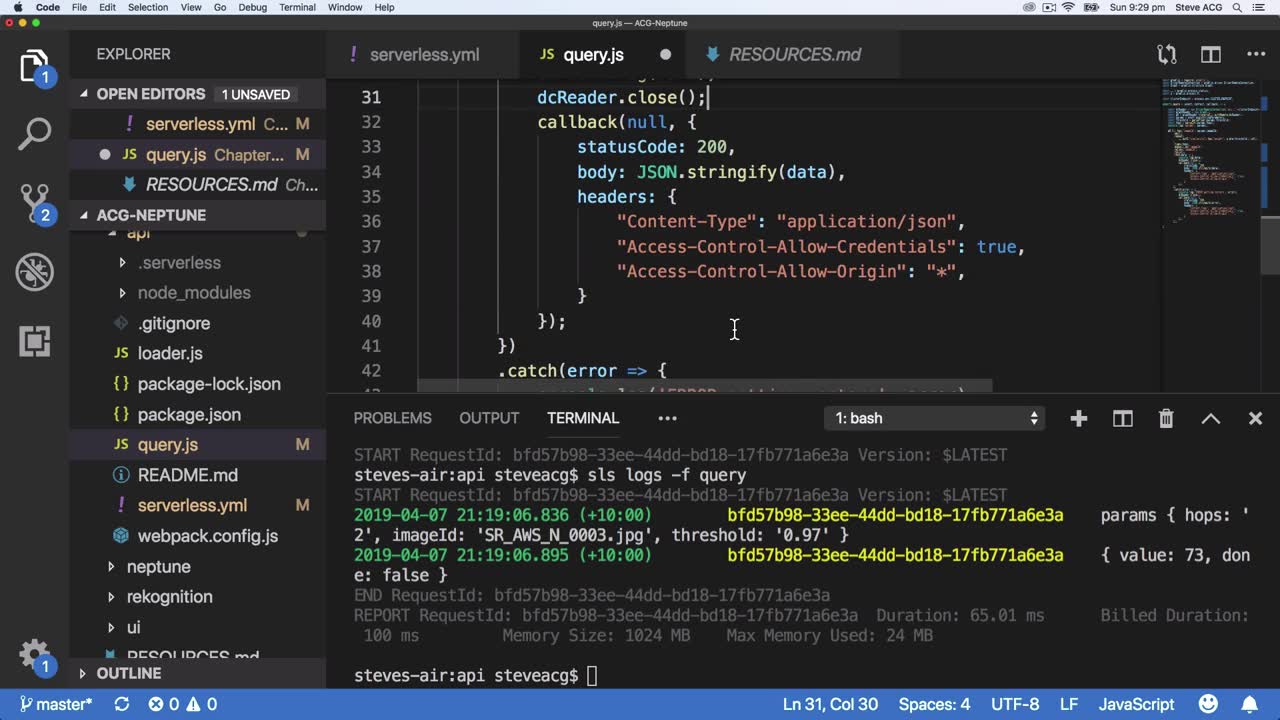 Code File Edit Selection View Go Debug Terminal Window Help Sun 9:29 pm Steve ACG
query.js — ACG-Neptune
EXPLORER
OPEN EDITORS 1 UNSAVED
! serverless.yml C... M
JS query.js Chapter... M
RESOURCES.md Ch...
ACG-NEPTUNE
api
.serverless
node_modules
.gitignore
JS loader.js
{} package-lock.json
{} package.json
JS query.js M
README.md
! serverless.yml M
webpack.config.js
neptune
rekognition
ui
RESOURCES.md
OUTLINE
1
2
1
! serverless.yml JS query.js RESOURCES.md
31 dcReader.close();
32 callback(null, {
33 statusCode: 200,
34 body: JSON.stringify(data),
35 headers: {
36 "Content-Type": "application/json",
37 "Access-Control-Allow-Credentials": true,
38 "Access-Control-Allow-Origin": "*",
39 }
40 });
41 })
42 .catch(error => {
PROBLEMS OUTPUT TERMINAL ••• 1: bash
START RequestId: bfd57b98-33ee-44dd-bd18-17fb771a6e3a Version: $LATEST
steves-air:api steveacg$ sls logs -f query
START RequestId: bfd57b98-33ee-44dd-bd18-17fb771a6e3a Version: $LATEST
2019-04-07 21:19:06.836 (+10:00) bfd57b98-33ee-44dd-bd18-17fb771a6e3a params { hops: '
2', imageId: 'SR_AWS_N_0003.jpg', threshold: '0.97' }
2019-04-07 21:19:06.895 (+10:00) bfd57b98-33ee-44dd-bd18-17fb771a6e3a { value: 73, don
e: false }
END RequestId: bfd57b98-33ee-44dd-bd18-17fb771a6e3a
REPORT RequestId: bfd57b98-33ee-44dd-bd18-17fb771a6e3a Duration: 65.01 ms Billed Duration:
100 ms Memory Size: 1024 MB Max Memory Used: 24 MB
steves-air:api steveacg$
master* 0 0 Ln 31, Col 30 Spaces: 4 UTF-8 LF JavaScript